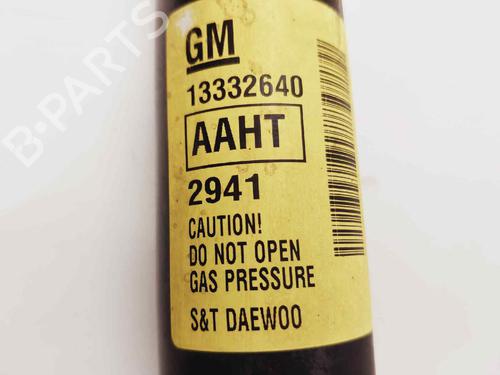 B-PARTS
GM
13332640
AAHT
2941
CAUTION!
DO NOT OPEN
GAS PRESSURE
S&T DAEWOO